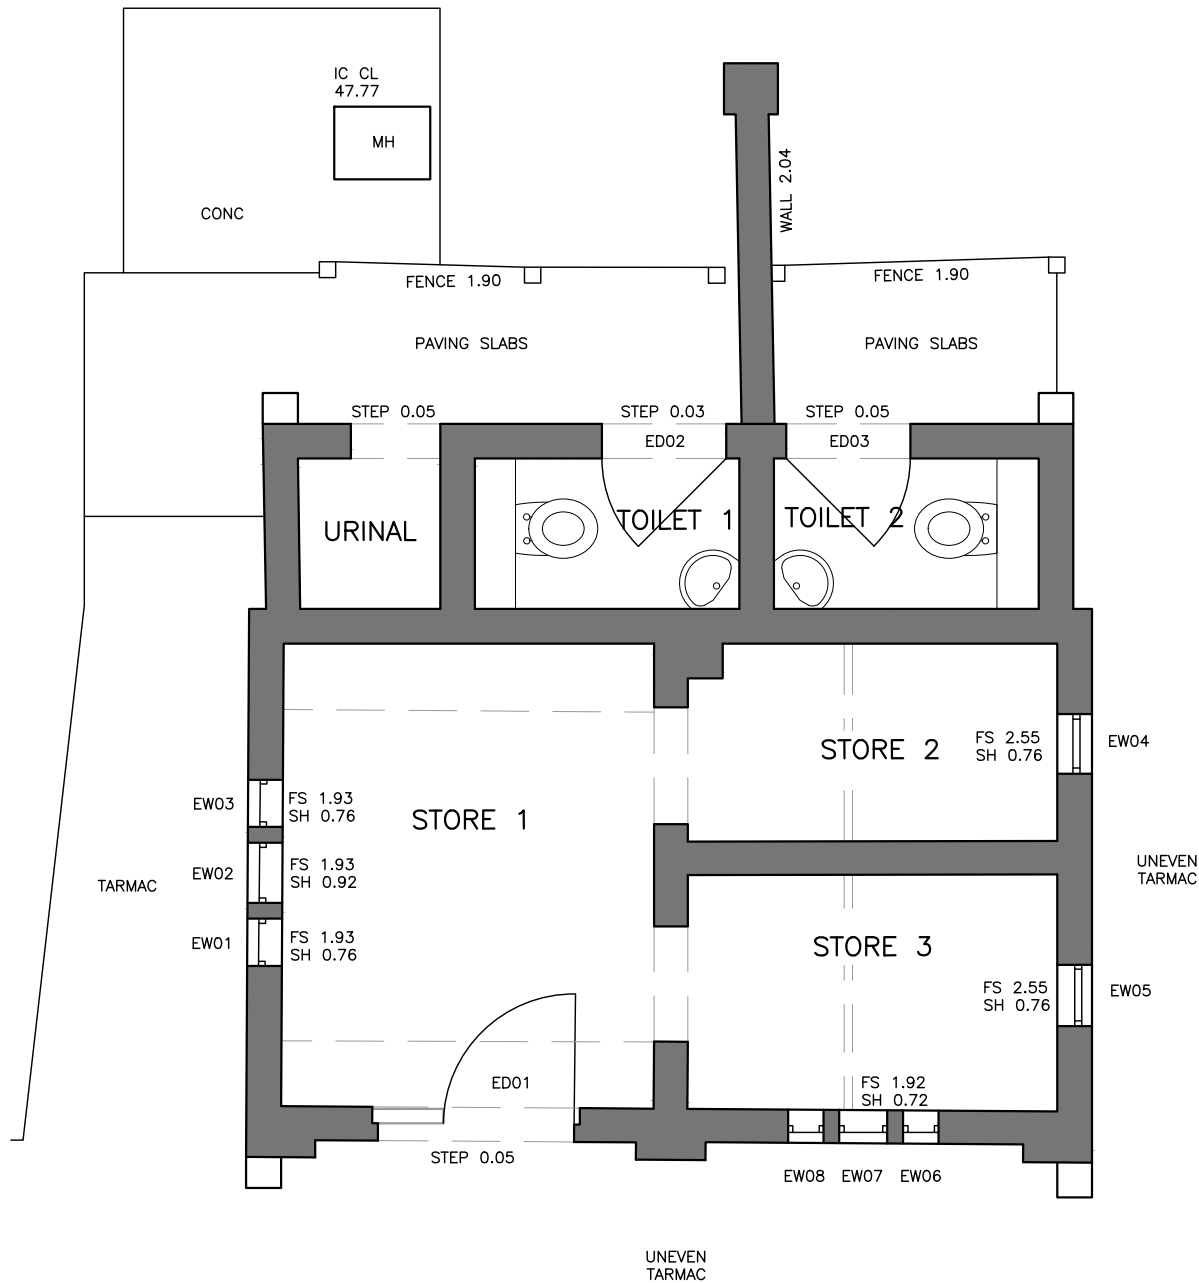 IC CL
47.77
MH
WALL 2.04
CONC
FENCE 1.90
FENCE 1.90
PAVING SLABS
PAVING SLABS
STEP 0.05
STEP 0.03
STEP 0.05
ED02
ED03
URINAL
TOILET 1
TOILET 2
STORE 2
FS 2.55
SH 0.76
EW04
EW03
FS 1.93
SH 0.76
STORE 1
EW02
FS 1.93
SH 0.92
TARMAC
UNEVEN
TARMAC
EW01
FS 1.93
SH 0.76
STORE 3
FS 2.55
SH 0.76
EW05
ED01
FS 1.92
SH 0.72
STEP 0.05
EW08
EW07
EW06
UNEVEN
TARMAC